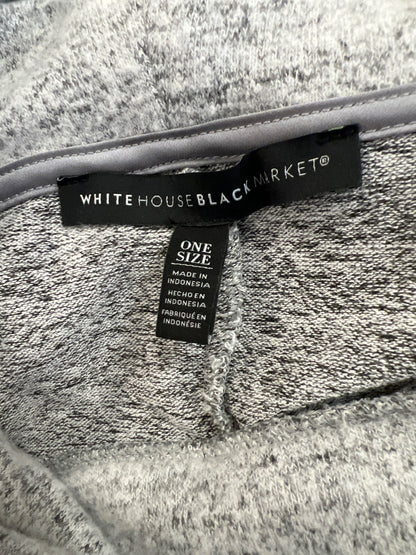 WHITE HOUSE BLACK MARKET®
ONE
SIZE
MADE IN
INDONESIA
HECHO EN
INDONESIA
FABRIQUÉ EN
INDONÉSIE